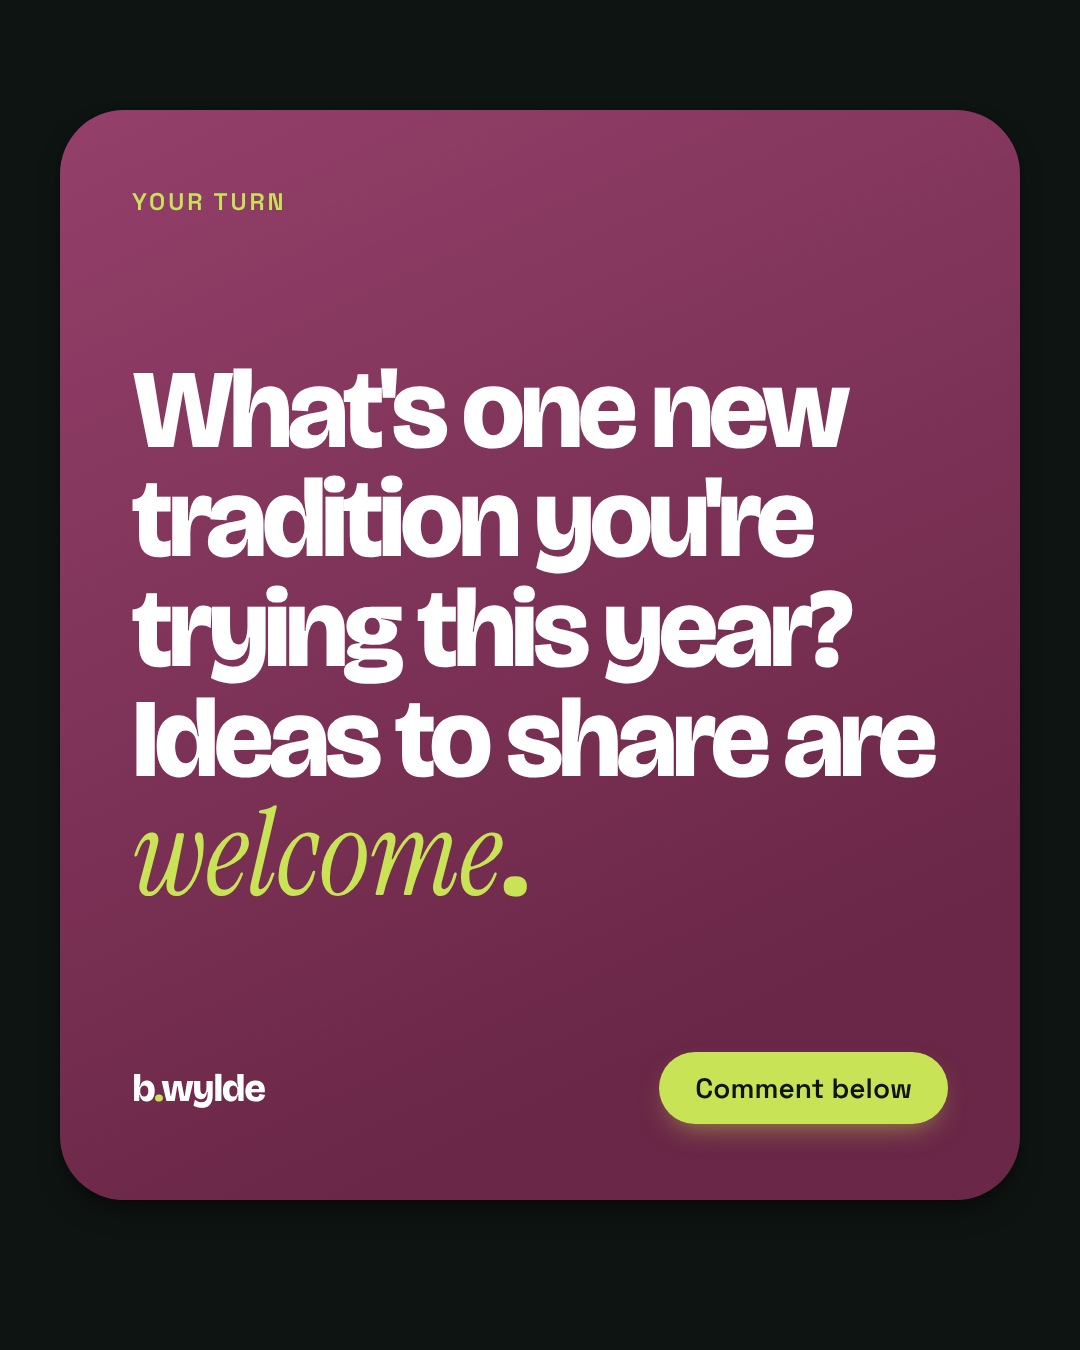 YOUR TURN
What's one new
tradition you're
trying this year?
Ideas to share are
welcome.
b.wylde
Comment below